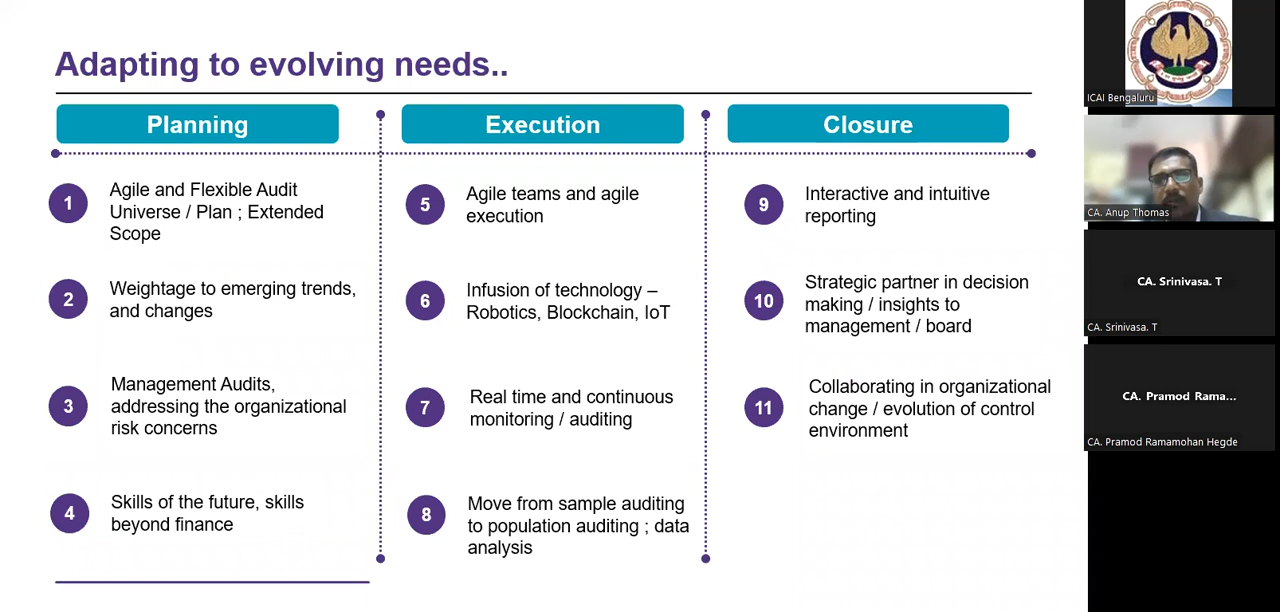 Adapting to evolving needs..
Planning
1
Agile and Flexible Audit
Universe / Plan ; Extended
Scope
2
Weightage to emerging trends,
and changes
3
Management Audits,
addressing the organizational
risk concerns
4
Skills of the future, skills
beyond finance
Execution
5
Agile teams and agile
execution
6
Infusion of technology –
Robotics, Blockchain, IoT
7
Real time and continuous
monitoring / auditing
8
Move from sample auditing
to population auditing ; data
analysis
Closure
9
Interactive and intuitive
reporting
10
Strategic partner in decision
making / insights to
management / board
11
Collaborating in organizational
change / evolution of control
environment
ICAI Bengaluru
CA. Anup Thomas
CA. Srinivasa. T
CA. Srinivasa. T
CA. Pramod Rama...
CA. Pramod Ramamohan Hegde